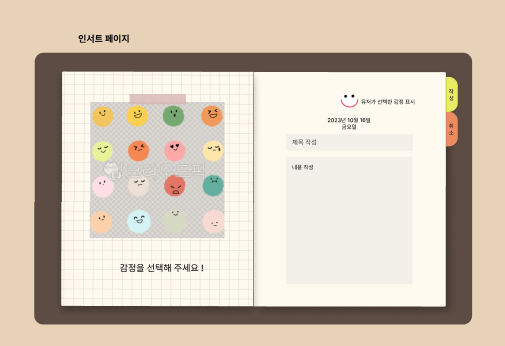 인서트 페이지
유저가 선택한 감정 표시
작성
2023년 10월 16일
금요일
취소
제목 작성
내용 작성
감정을 선택해 주세요 !